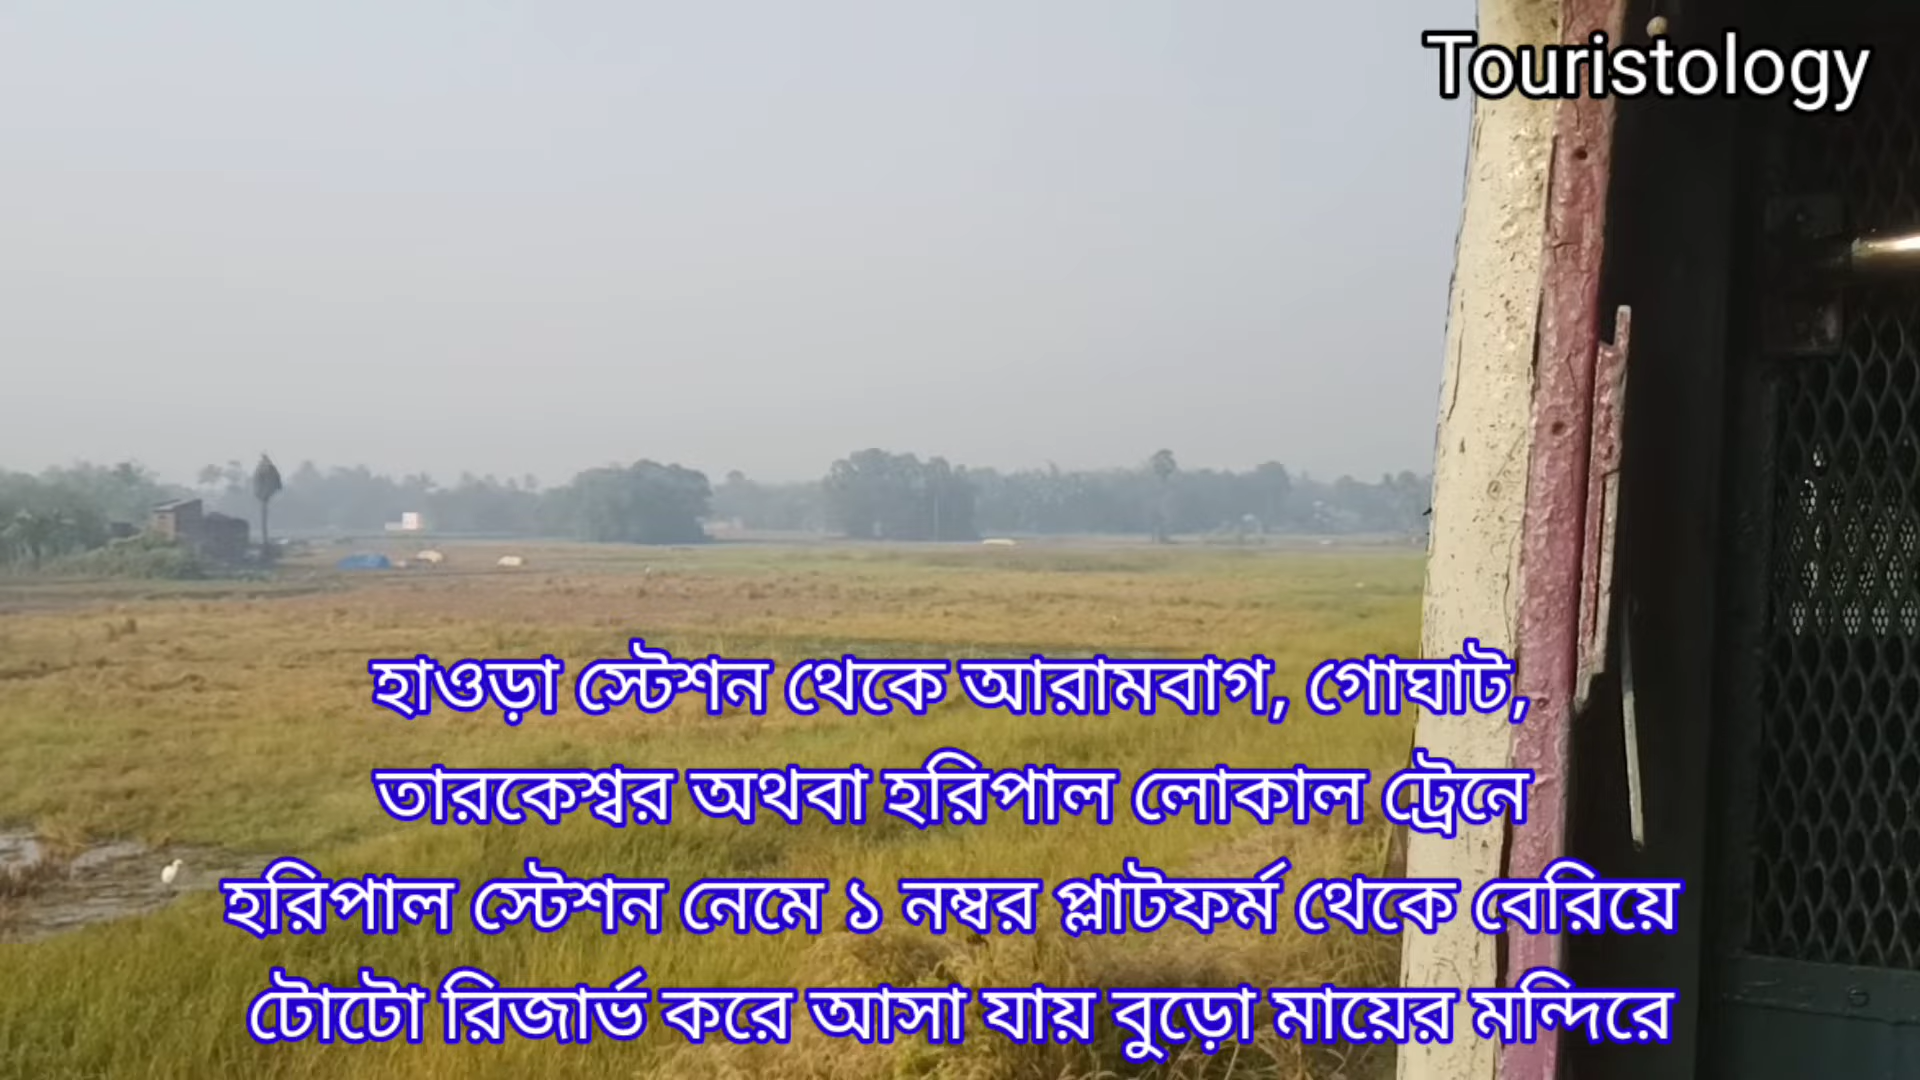 Touristology
হাওড়া স্টেশন থেকে আরামবাগ, গোঘাট,
তারকেশ্বর অথবা হরিপাল লোকাল ট্রেনে
হরিপাল স্টেশন নেমে ১ নম্বর প্লাটফর্ম থেকে বেরিয়ে
টোটো রিজার্ভ করে আসা যায় বুড়ো মায়ের মন্দিরে